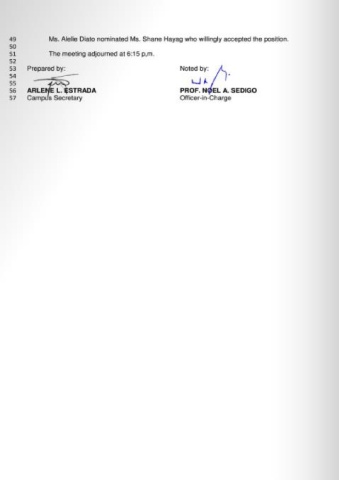 49 Ms. Alelle Diato nominated Ms. Shane Hayag who willingly accepted the position.
50
51 The meeting adjourned at 6:15 p,m.
52
53 Prepared by: Noted by:
54
55
56 ARLENE L. ESTRADA PROF. NOEL A. SEDIGO
57 Campus Secretary Officer-in-Charge